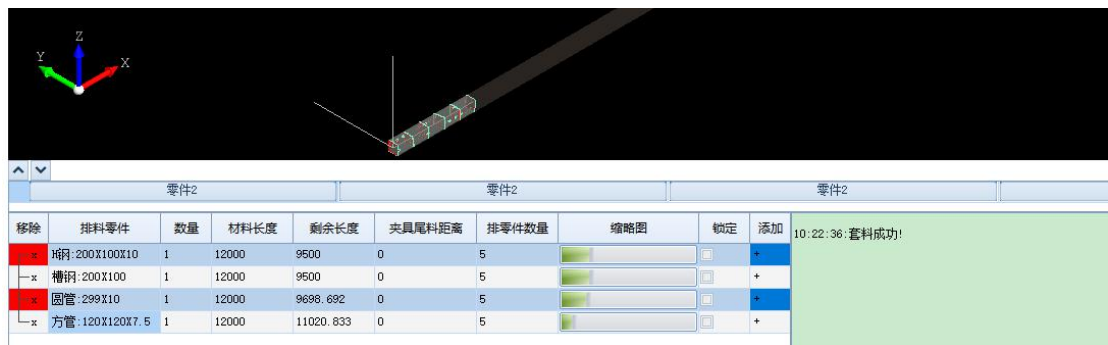 Z
Y
X
零件2 零件2 零件2
移除 排料零件 数量 材料长度 剩余长度 夹具尾料距离 排零件数量 缩略图 锁定 添加
x H钢:200X100X10 1 12000 9500 0 5 +
x 槽钢:200X100 1 12000 9500 0 5 +
x 圆管:299X10 1 12000 9698.692 0 5 +
x 方管:120X120X7.5 1 12000 11020.833 0 5 +
10:22:36:套料成功!